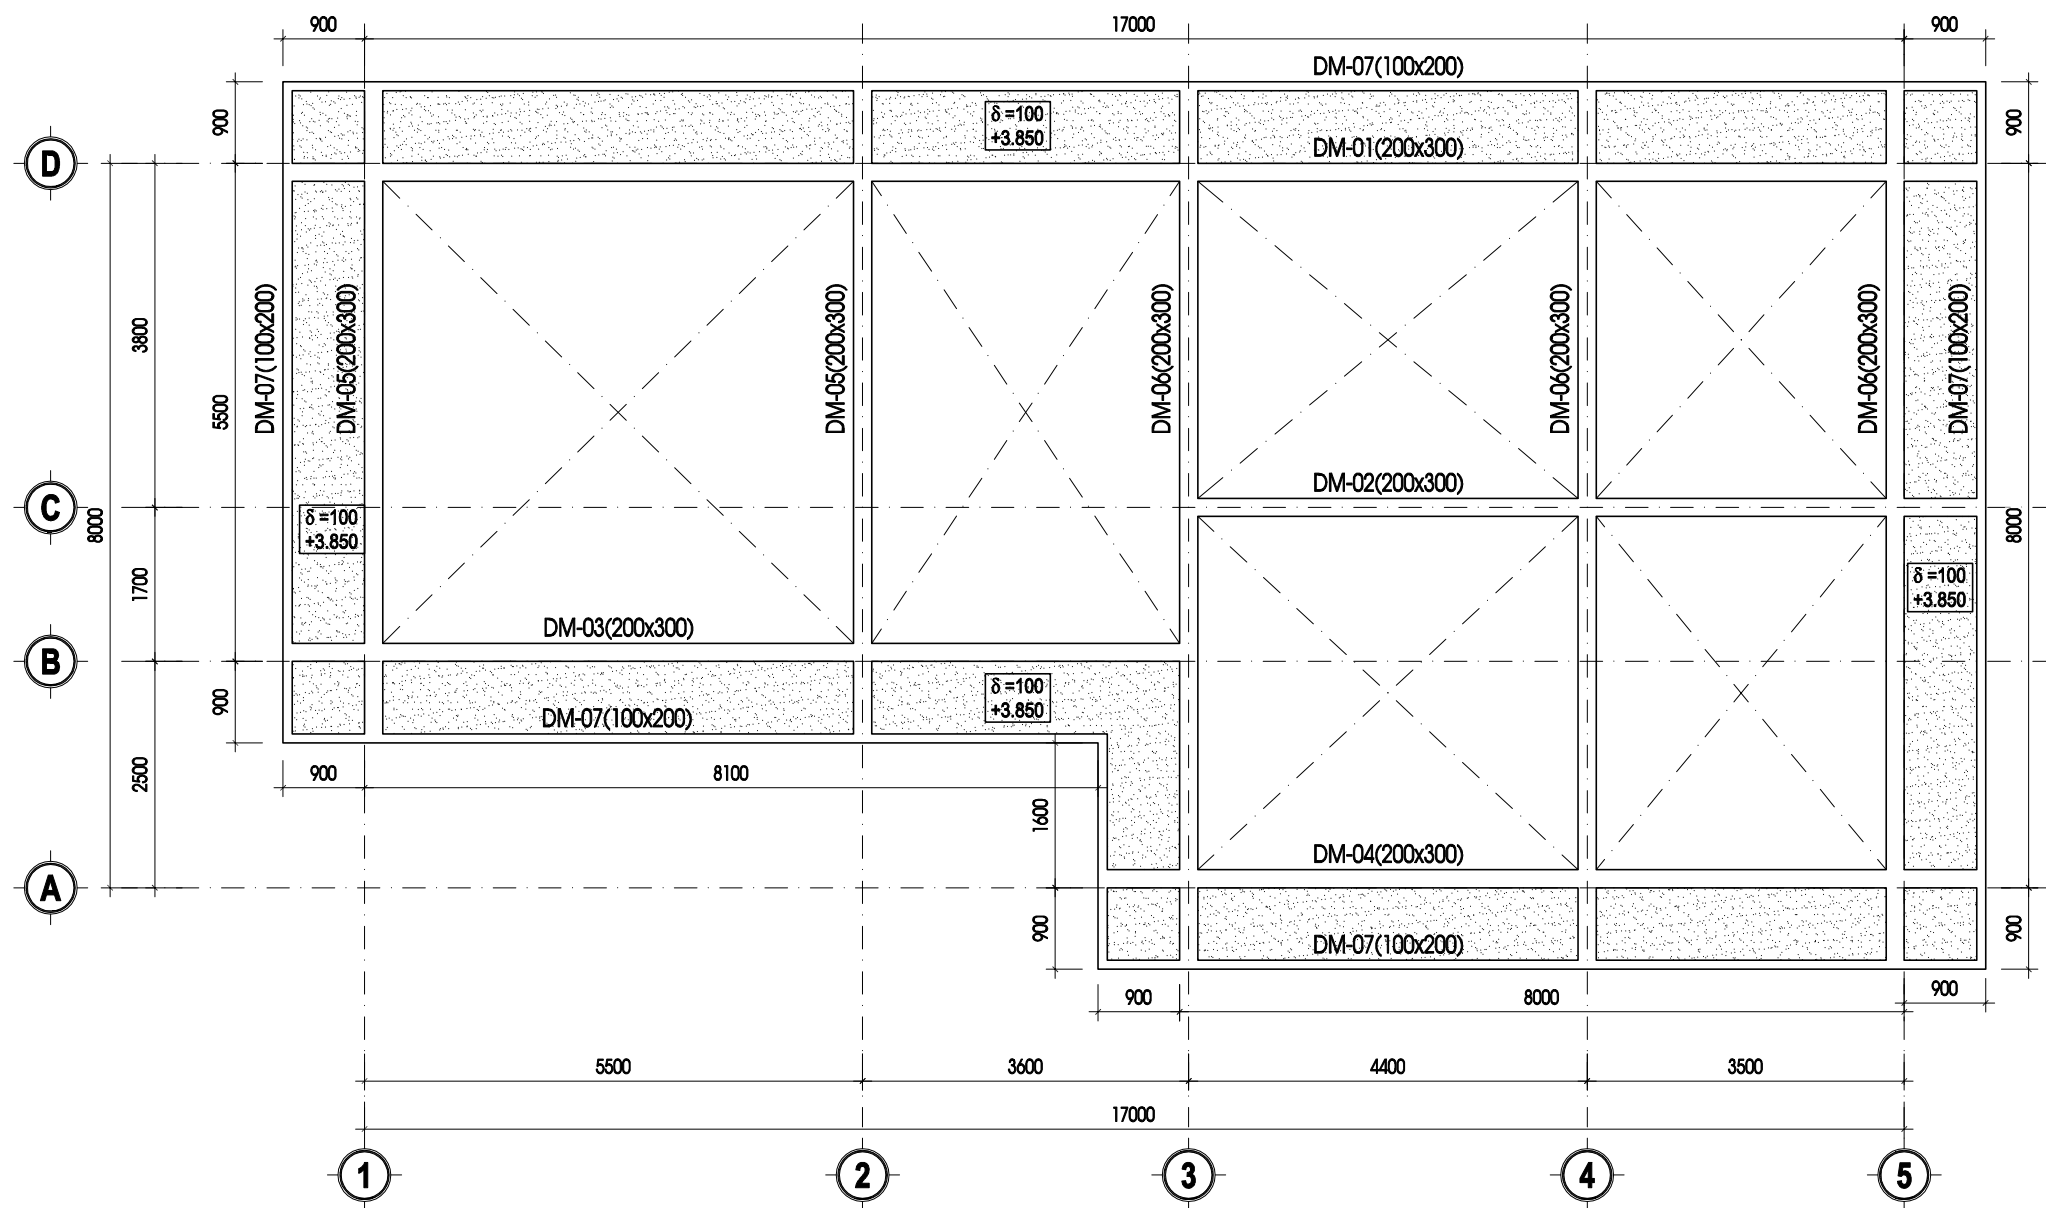 900
17000
900
DM-07(100x200)
900
δ =100
+3.850
900
D
DM-01(200x300)
3800
5500
8000
DM-07(100x200)
DM-05(200x300)
DM-05(200x300)
DM-06(200x300)
DM-06(200x300)
DM-06(200x300)
DM-07(100x200)
DM-02(200x300)
C
δ =100
+3.850
8000
1700
δ =100
+3.850
DM-03(200x300)
B
900
δ =100
+3.850
DM-07(100x200)
2500
900
8100
1600
DM-04(200x300)
A
900
DM-07(100x200)
900
900
8000
900
5500
3600
4400
3500
17000
1
2
3
4
5